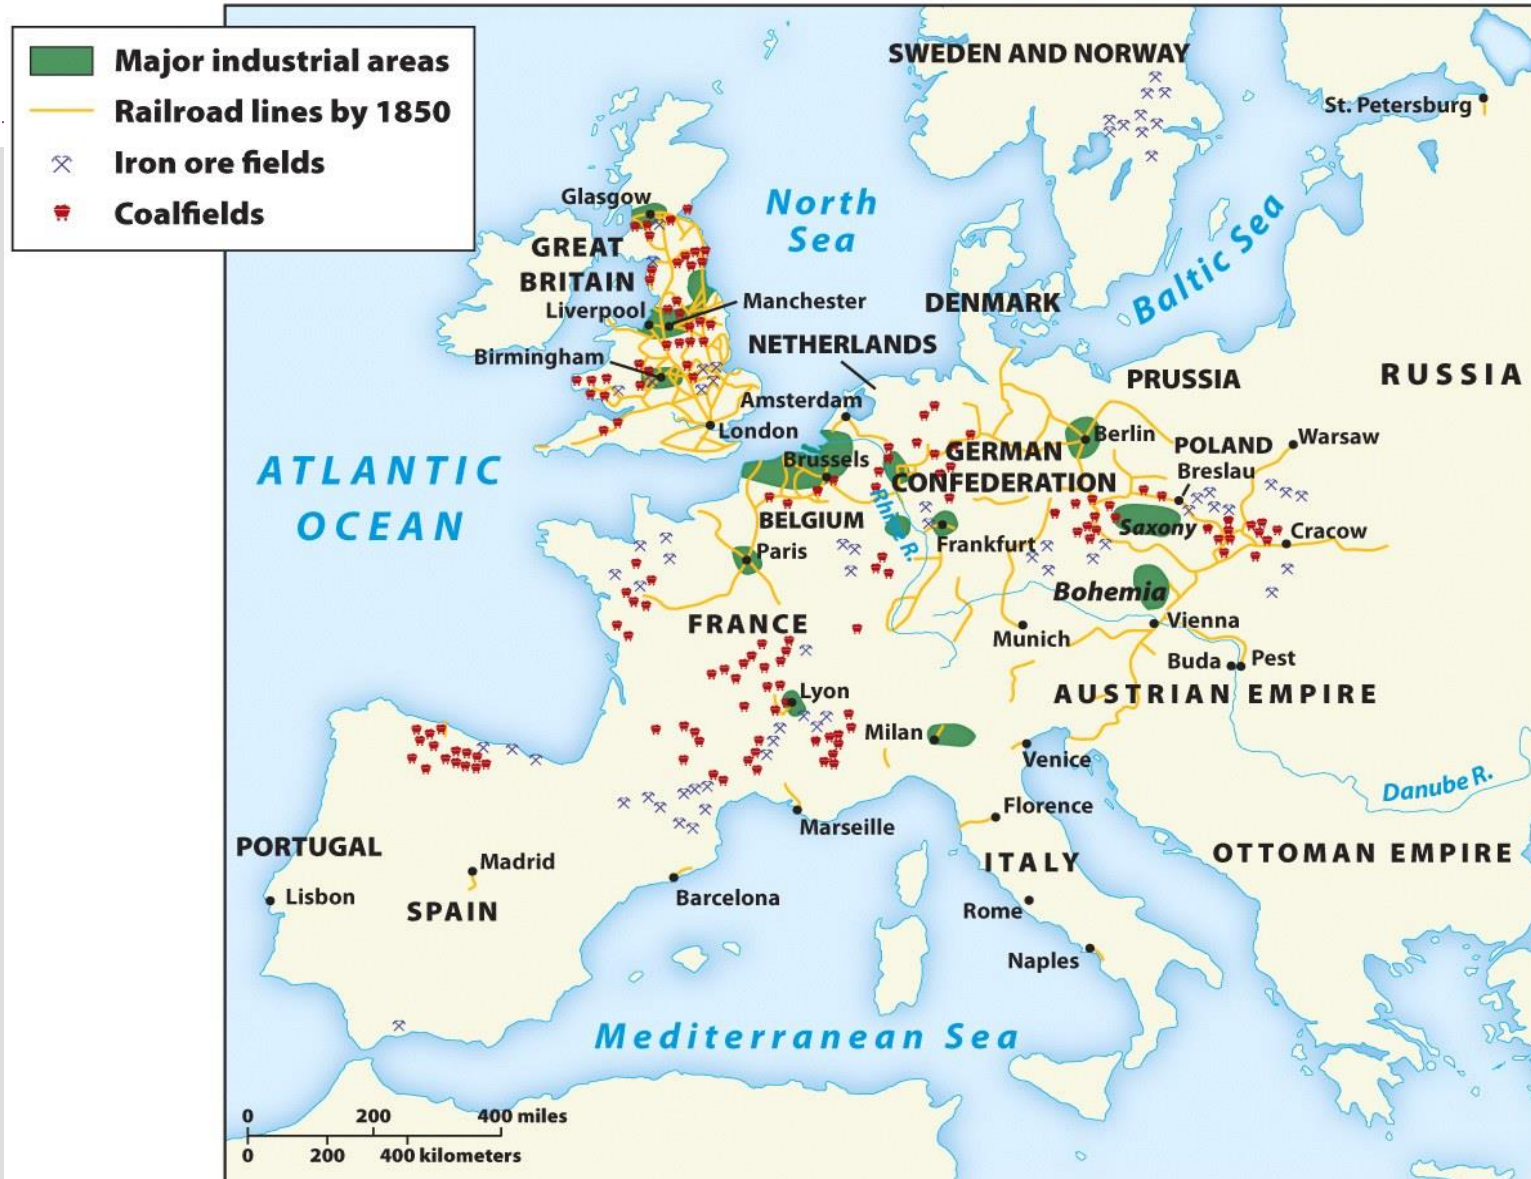 Major industrial areas
Railroad lines by 1850
Iron ore fields
Coalfields
SWEDEN AND NORWAY
St. Petersburg
Glasgow
North
Sea
GREAT
BRITAIN
Baltic Sea
Liverpool
Manchester
DENMARK
Birmingham
NETHERLANDS
PRUSSIA
RUSSIA
Amsterdam
London
Berlin
POLAND
Warsaw
ATLANTIC
OCEAN
Brussels
GERMAN
CONFEDERATION
Breslau
Rhine R.
BELGIUM
Saxony
Cracow
Paris
Frankfurt
Bohemia
FRANCE
Vienna
Munich
Buda
Pest
Lyon
AUSTRIAN EMPIRE
Milan
Venice
Danube R.
Florence
Marseille
PORTUGAL
Madrid
ITALY
OTTOMAN EMPIRE
Lisbon
SPAIN
Barcelona
Rome
Naples
Mediterranean Sea
0 200 400 miles
0 200 400 kilometers